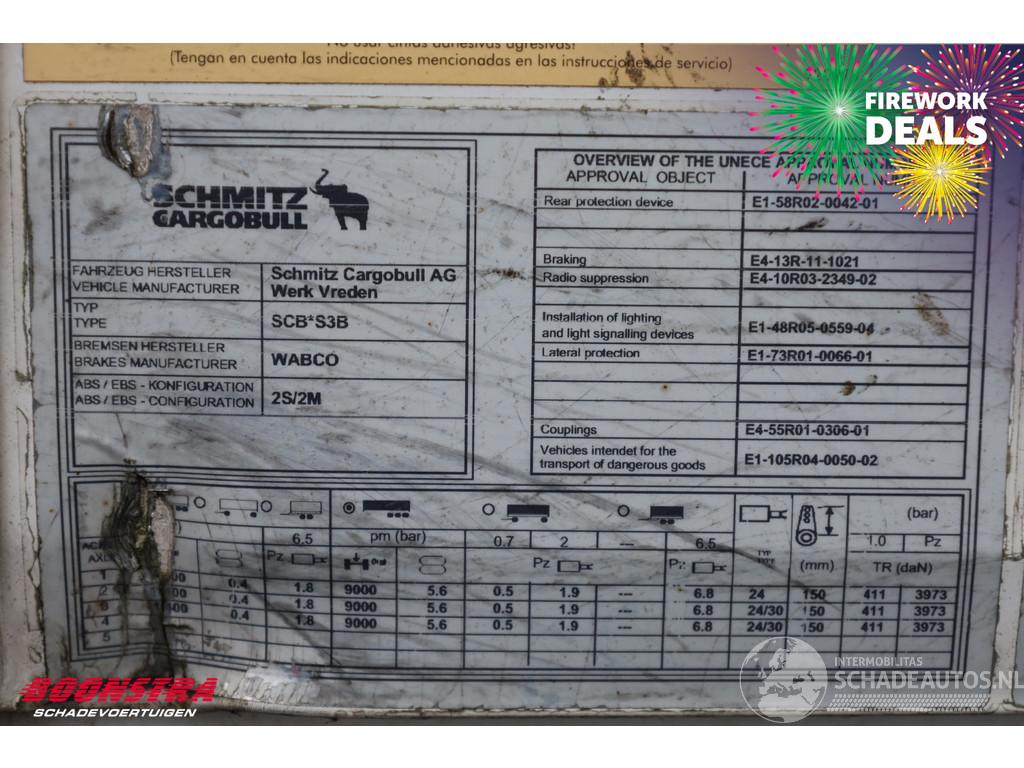 No usar cintas adhesivas agresivas!
(Tengan en cuenta las indicaciones mencionadas en las instrucciones de servicio)
FIREWORK
DEALS
SCHMITZ
CARGOBULL
FAHRZEUG HERSTELLER
VEHICLE MANUFACTURER
Schmitz Cargobull AG
Werk Vreden
TYP
TYPE
SCB*S3B
BREMSEN HERSTELLER
BRAKES MANUFACTURER
WABCO
ABS / EBS - KONFIGURATION
ABS / EBS - CONFIGURATION
2S/2M
OVERVIEW OF THE UNECE
APPROVAL OBJECT
Rear protection device E1-58R02-0042-01
Braking E4-13R-11-1021
Radio suppression E4-10R03-2349-02
Installation of lighting
and light signalling devices E1-48R05-0559-04
Lateral protection E1-73R01-0066-01
Couplings E4-55R01-0306-01
Vehicles intendet for the
transport of dangerous goods E1-105R04-0050-02
(bar)
6.5 pm (bar) 0.7 2 --- 6.5 1.0 Pz
Pz Pz Pz TYP TYPE (mm) TR (daN)
1 0.4 1.8 9000 5.6 0.5 1.9 --- 6.8 24 150 411 3973
2 0.4 1.8 9000 5.6 0.5 1.9 --- 6.8 24/30 150 411 3973
3 0.4 1.8 9000 5.6 0.5 1.9 --- 6.8 24/30 150 411 3973
4
5
BOONSTRA
SCHADEVOERTUIGEN
INTERMOBILITAS
SCHADEAUTOS.NL